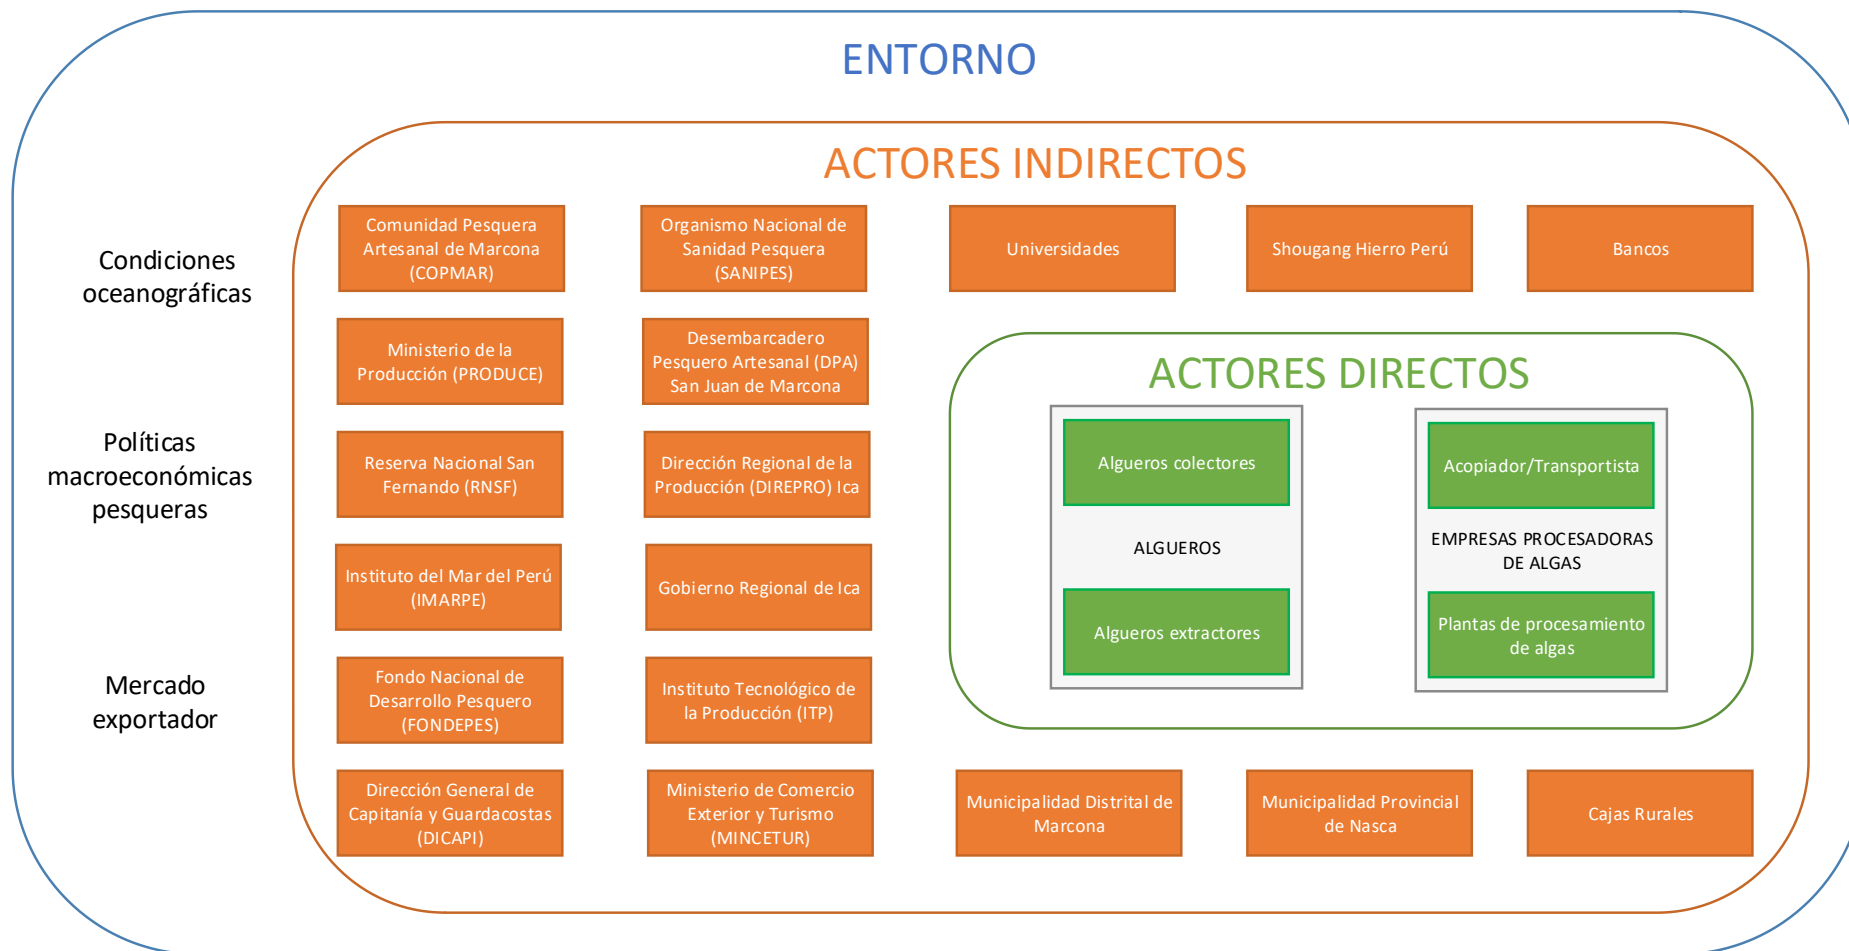 ENTORNO
ACTORES INDIRECTOS
Condiciones
oceanográficas
Políticas
macroeconómicas
pesqueras
Mercado
exportador
Comunidad Pesquera
Artesanal de Marcona
(COPMAR)
Organismo Nacional de
Sanidad Pesquera
(SANIPES)
Universidades
Shougang Hierro Perú
Bancos
Ministerio de la
Producción (PRODUCE)
Desembarcadero
Pesquero Artesanal (DPA)
San Juan de Marcona
Reserva Nacional San
Fernando (RNSF)
Dirección Regional de la
Producción (DIREPRO) Ica
Instituto del Mar del Perú
(IMARPE)
Gobierno Regional de Ica
Fondo Nacional de
Desarrollo Pesquero
(FONDEPES)
Instituto Tecnológico de
la Producción (ITP)
Dirección General de
Capitanía y Guardacostas
(DICAPI)
Ministerio de Comercio
Exterior y Turismo
(MINCETUR)
Municipalidad Distrital de
Marcona
Municipalidad Provincial
de Nasca
Cajas Rurales
ACTORES DIRECTOS
Algueros colectores
ALGUEROS
Algueros extractores
Acopiador/Transportista
EMPRESAS PROCESADORAS
DE ALGAS
Plantas de procesamiento
de algas